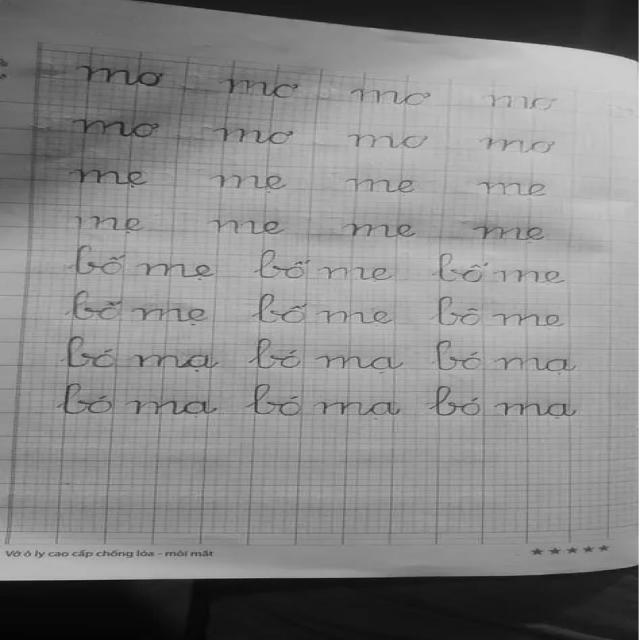 mơ mơ mơ mơ
mơ mơ mơ mơ
mẹ mẹ mẹ mẹ
mẹ mẹ mẹ mẹ
bố mẹ bố mẹ bố mẹ
bố mẹ bố mẹ bố mẹ
bó mạ bó mạ bó mạ
bó mạ bó mạ bó mạ
Vở ô ly cao cấp chống lóa - mỏi mắt